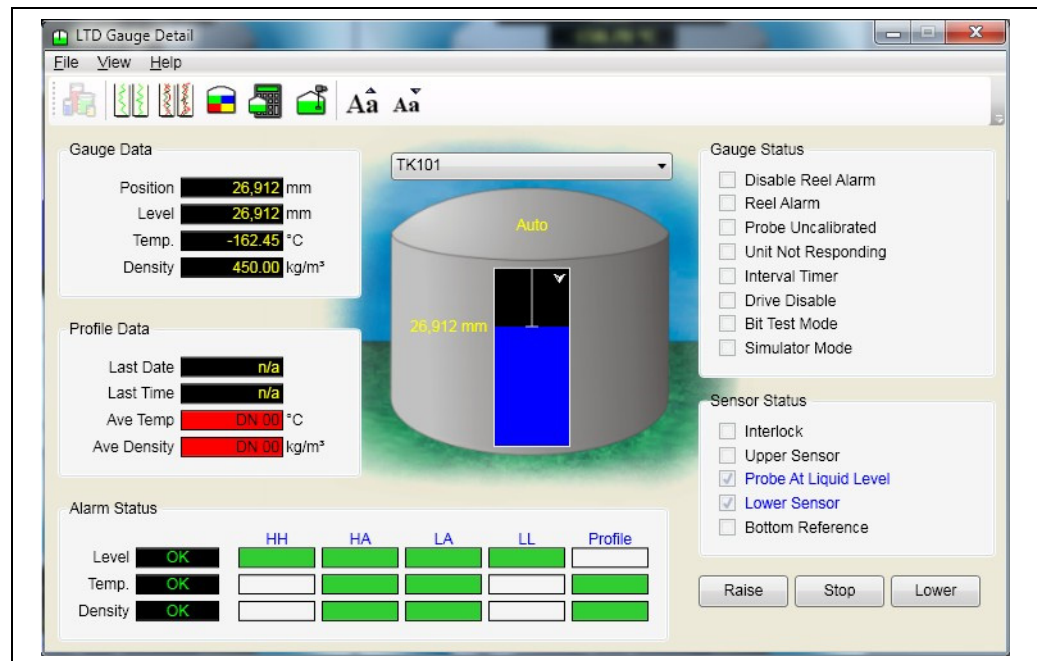 LTD Gauge Detail
File View Help
Aa Aa
Gauge Data
Position 26,912 mm
Level 26,912 mm
Temp. -162.45 °C
Density 450.00 kg/m³
Profile Data
Last Date n/a
Last Time n/a
Ave Temp DN 00 °C
Ave Density DN 00 kg/m³
TK101
Auto
26,912 mm
Gauge Status
Disable Reel Alarm
Reel Alarm
Probe Uncalibrated
Unit Not Responding
Interval Timer
Drive Disable
Bit Test Mode
Simulator Mode
Sensor Status
Interlock
Upper Sensor
Probe At Liquid Level
Lower Sensor
Bottom Reference
Alarm Status
HH HA LA LL Profile
Level OK
Temp. OK
Density OK
Raise Stop Lower